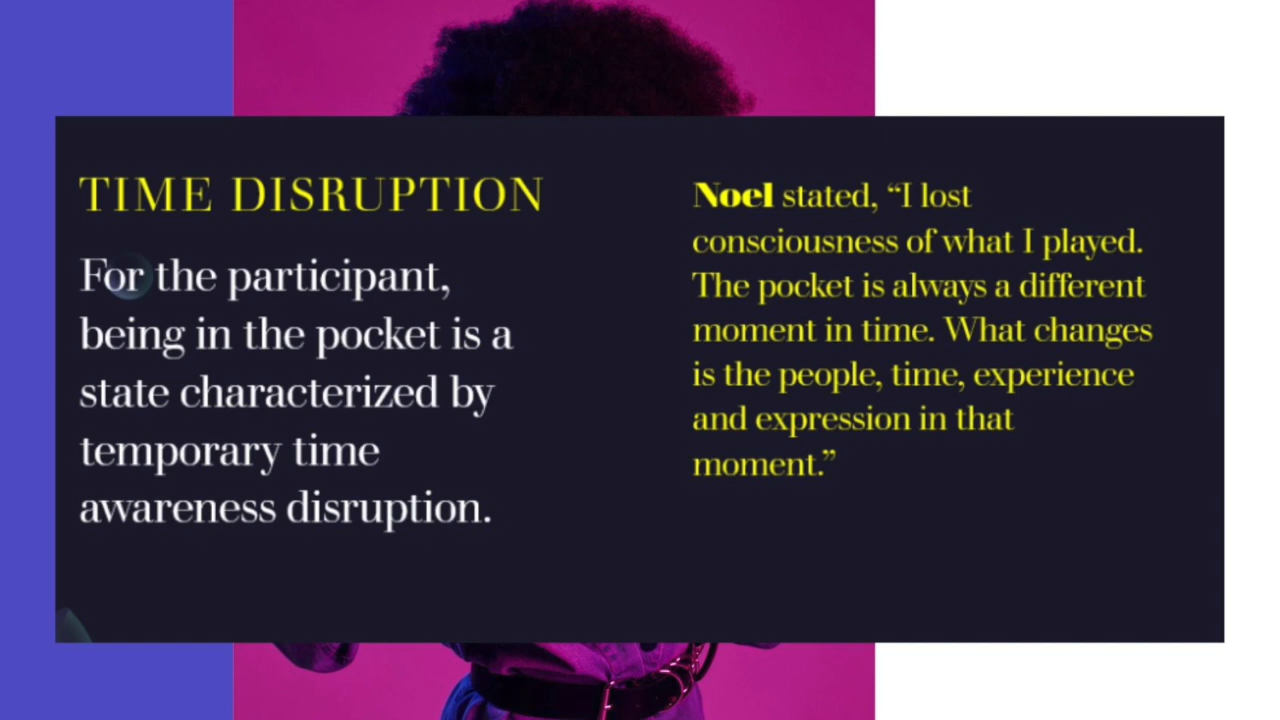 TIME DISRUPTION
For the participant,
being in the pocket is a
state characterized by
temporary time
awareness disruption.
Noel stated, “I lost
consciousness of what I played.
The pocket is always a different
moment in time. What changes
is the people, time, experience
and expression in that
moment.”